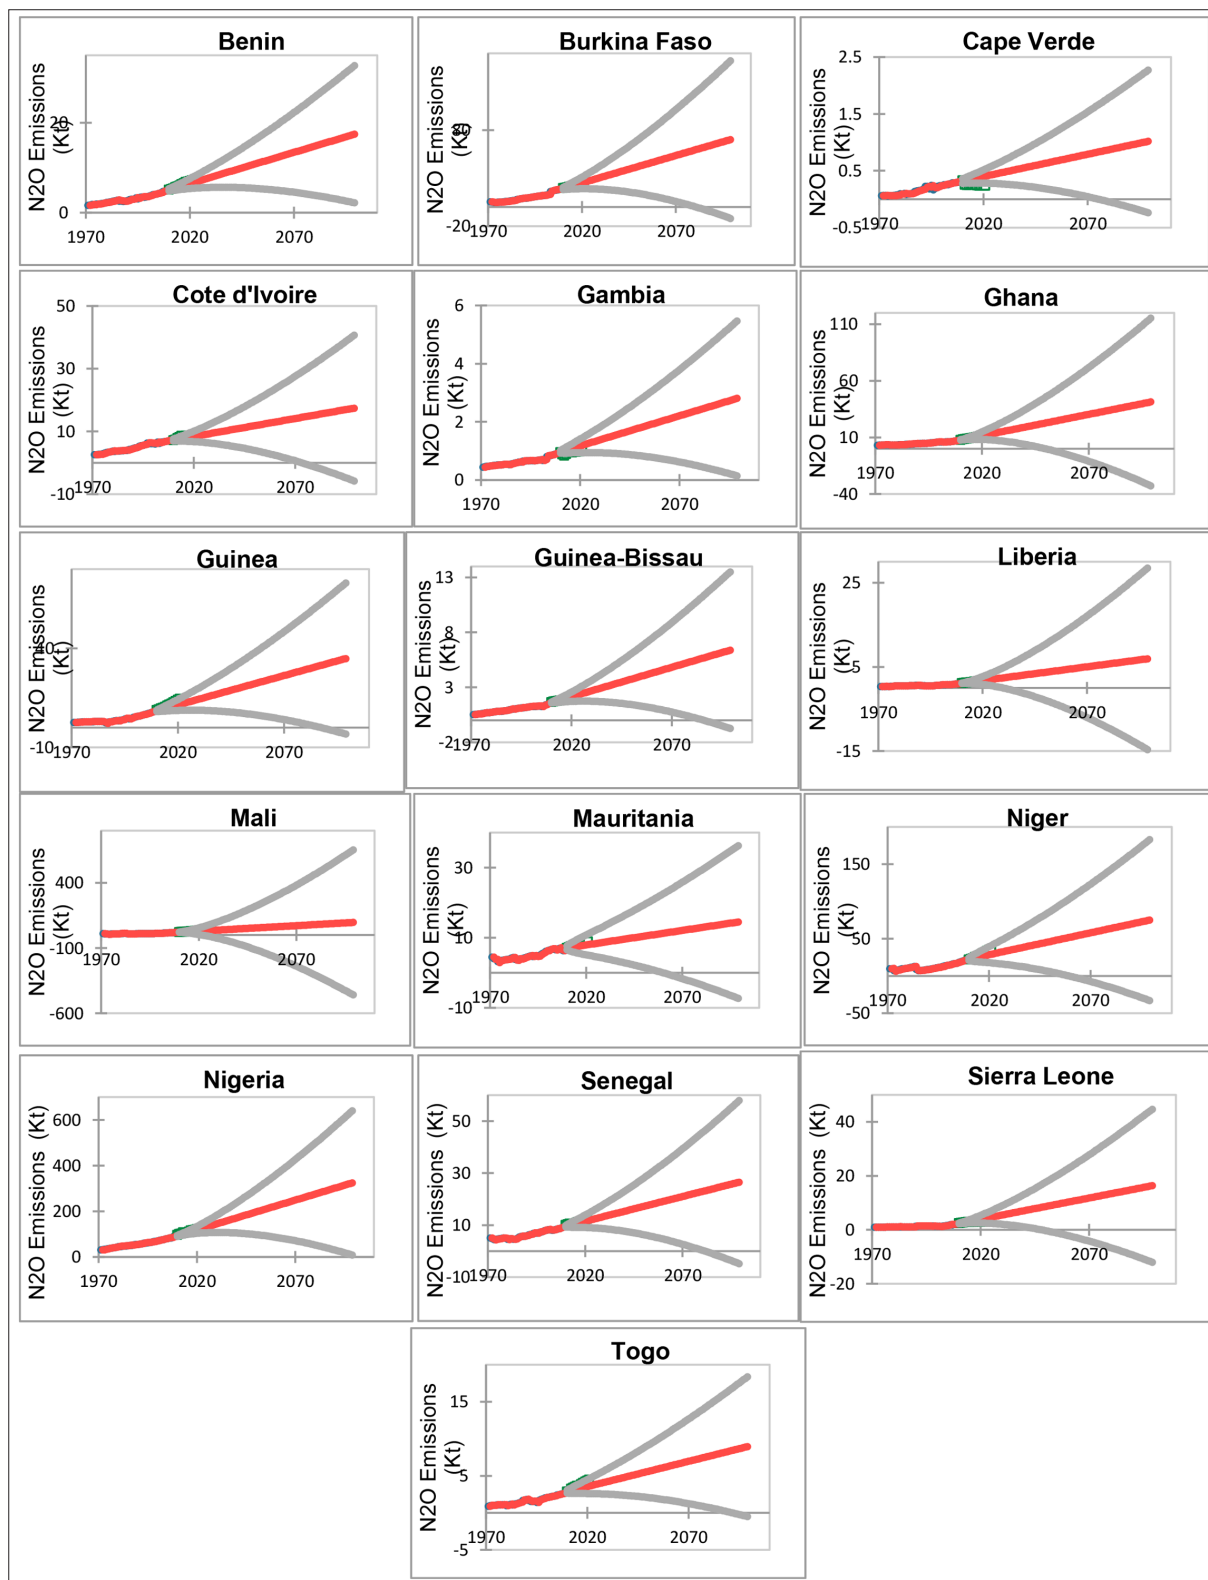 Benin
N2O Emissions
(Kt)
20
0
1970
2020
2070
Burkina Faso
N2O Emissions
(Kt)
-20
1970
2020
2070
Cape Verde
N2O Emissions
(Kt)
2.5
1.5
0.5
-0.5
1970
2020
2070
Cote d'Ivoire
N2O Emissions
(Kt)
50
30
10
-10
1970
2020
2070
Gambia
N2O Emissions
(Kt)
6
4
2
0
1970
2020
2070
Ghana
N2O Emissions
(Kt)
110
60
10
-40
1970
2020
2070
Guinea
N2O Emissions
(Kt)
40
-10
1970
2020
2070
Guinea-Bissau
N2O Emissions
(Kt)
13
8
3
-2
1970
2020
2070
Liberia
N2O Emissions
(Kt)
25
5
-15
1970
2020
2070
Mali
N2O Emissions
(Kt)
400
-100
-600
1970
2020
2070
Mauritania
N2O Emissions
(Kt)
30
10
-10
1970
2020
2070
Niger
N2O Emissions
(Kt)
150
50
-50
1970
2020
2070
Nigeria
N2O Emissions (Kt)
600
400
200
0
1970
2020
2070
Senegal
N2O Emissions (Kt)
50
30
10
-10
1970
2020
2070
Sierra Leone
N2O Emissions (Kt)
40
20
0
-20
1970
2020
2070
Togo
N2O Emissions
(Kt)
15
5
-5
1970
2020
2070